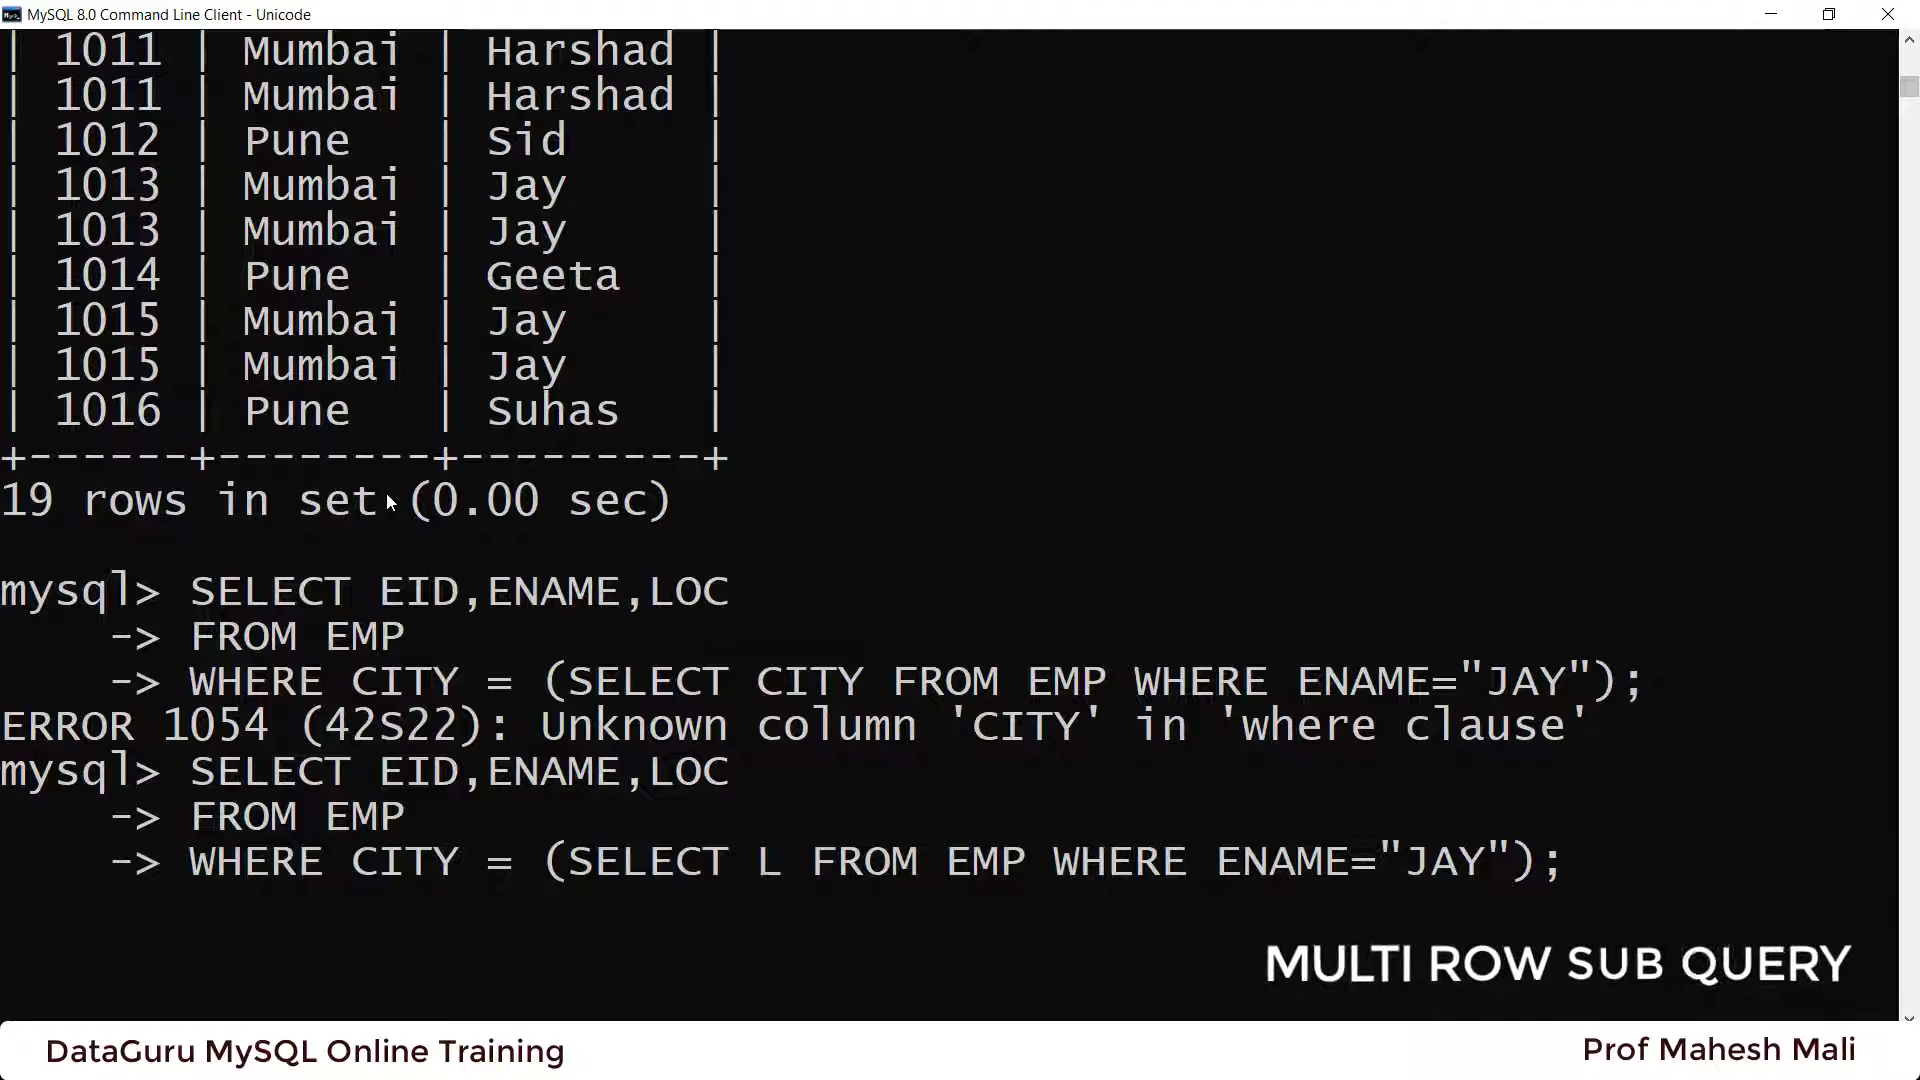 MySQL 8.0 Command Line Client - Unicode
| 1011 | Mumbai | Harshad |
| 1011 | Mumbai | Harshad |
| 1012 | Pune | Sid |
| 1013 | Mumbai | Jay |
| 1013 | Mumbai | Jay |
| 1014 | Pune | Geeta |
| 1015 | Mumbai | Jay |
| 1015 | Mumbai | Jay |
| 1016 | Pune | Suhas |
+------+--------+---------+
19 rows in set (0.00 sec)
mysql> SELECT EID,ENAME,LOC
-> FROM EMP
-> WHERE CITY = (SELECT CITY FROM EMP WHERE ENAME="JAY");
ERROR 1054 (42S22): Unknown column 'CITY' in 'where clause'
mysql> SELECT EID,ENAME,LOC
-> FROM EMP
-> WHERE CITY = (SELECT L FROM EMP WHERE ENAME="JAY");
MULTI ROW SUB QUERY
DataGuru MySQL Online Training
Prof Mahesh Mali